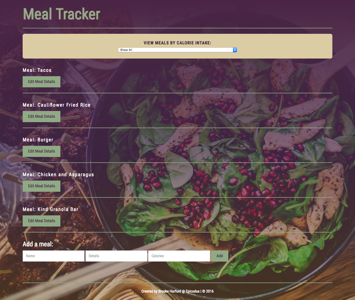 Meal Tracker
VIEW MEALS BY CALORIE INTAKE:
Show All
Meal: Tacos
Edit Meal Details
Meal: Cauliflower Fried Rice
Edit Meal Details
Meal: Burger
Edit Meal Details
Meal: Chicken and Asparagus
Edit Meal Details
Meal: Kind Granola Bar
Edit Meal Details
Add a meal:
Name Details Calories Add
Created by Brooke @ Epicodus | © 2016